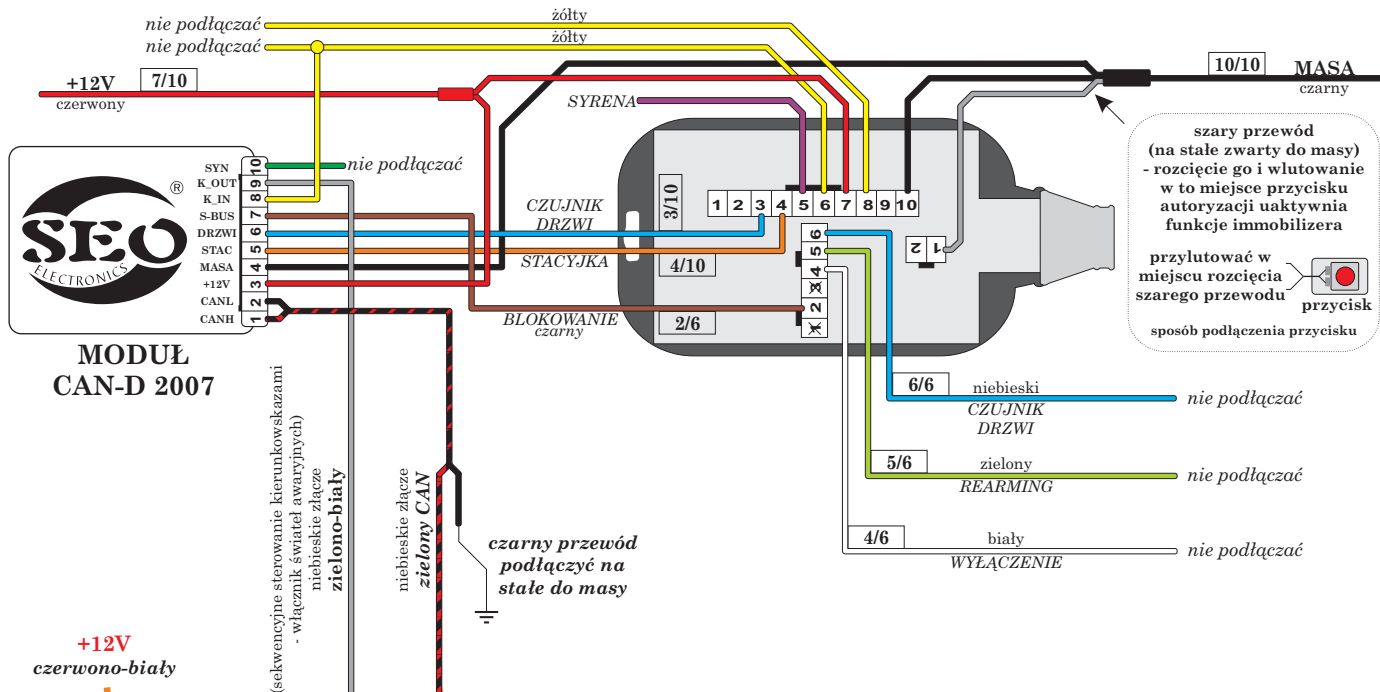 nie podłączać
żółty
nie podłączać
żółty
+12V
7/10
czerwony
10/10
MASA
czarny
SYRENA
szary przewód
(na stałe zwarty do masy)
- rozcięcie go i wlutowanie
w to miejsce przycisku
autoryzacji uaktywnia
funkcje immobilizera
przylutować w
miejscu rozcięcia
szarego przewodu
przycisk
sposób podłączenia przycisku
SEO
ELECTRONICS
®
SYN 10
K_OUT 9
K_IN 8
S-BUS 7
DRZWI 6
STAC 5
MASA 4
+12V 3
CANL 2
CANH 1
nie podłączać
MODUŁ
CAN-D 2007
CZUJNIK
DRZWI
3/10
STACYJKA
4/10
BLOKOWANIE
czarny
2/6
1 2 3 4 5 6 7 8 9 10
6
5
4
3
2
1
2 1
6/6
niebieski
CZUJNIK
DRZWI
nie podłączać
5/6
zielony
REARMING
nie podłączać
4/6
biały
WYŁĄCZENIE
nie podłączać
(sekwencyjne sterowanie kierunkowskazami
- włącznik świateł awaryjnych)
niebieskie złącze
zielono-biały
niebieskie złącze
zielony CAN
czarny przewód
podłączyć na
stałe do masy
+12V
czerwono-biały